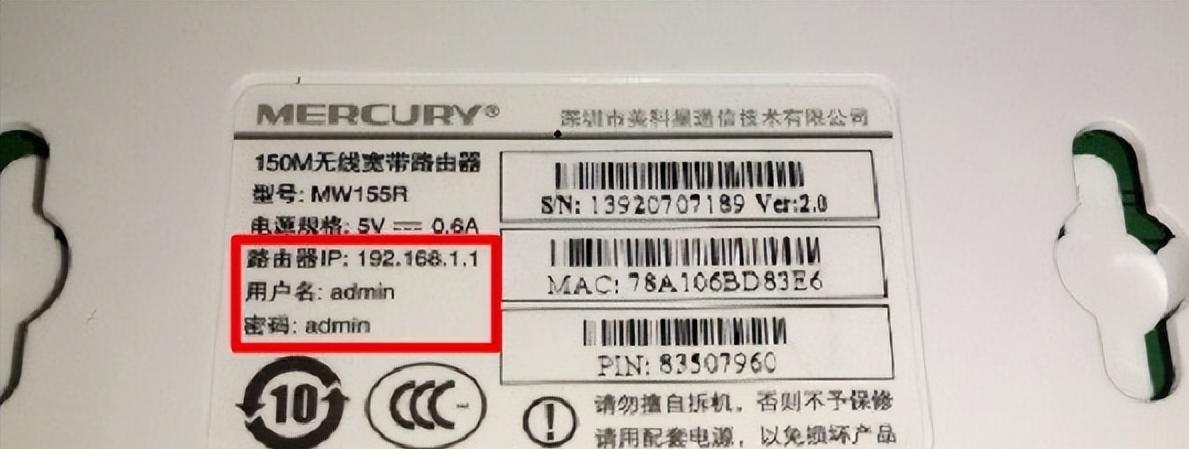 MERCURY®
深圳市美科星通信技术有限公司
150M无线宽带路由器
型号: MW155R
电源规格: 5V ⎓ 0.6A
路由器IP: 192.168.1.1
用户名: admin
密码: admin
S/N: 13920707189 Ver:2.0
MAC: 78A106BD83E6
PIN: 83507960
10
CCC
请勿擅自拆机，否则不予保修
请用配套电源，以免损坏产品